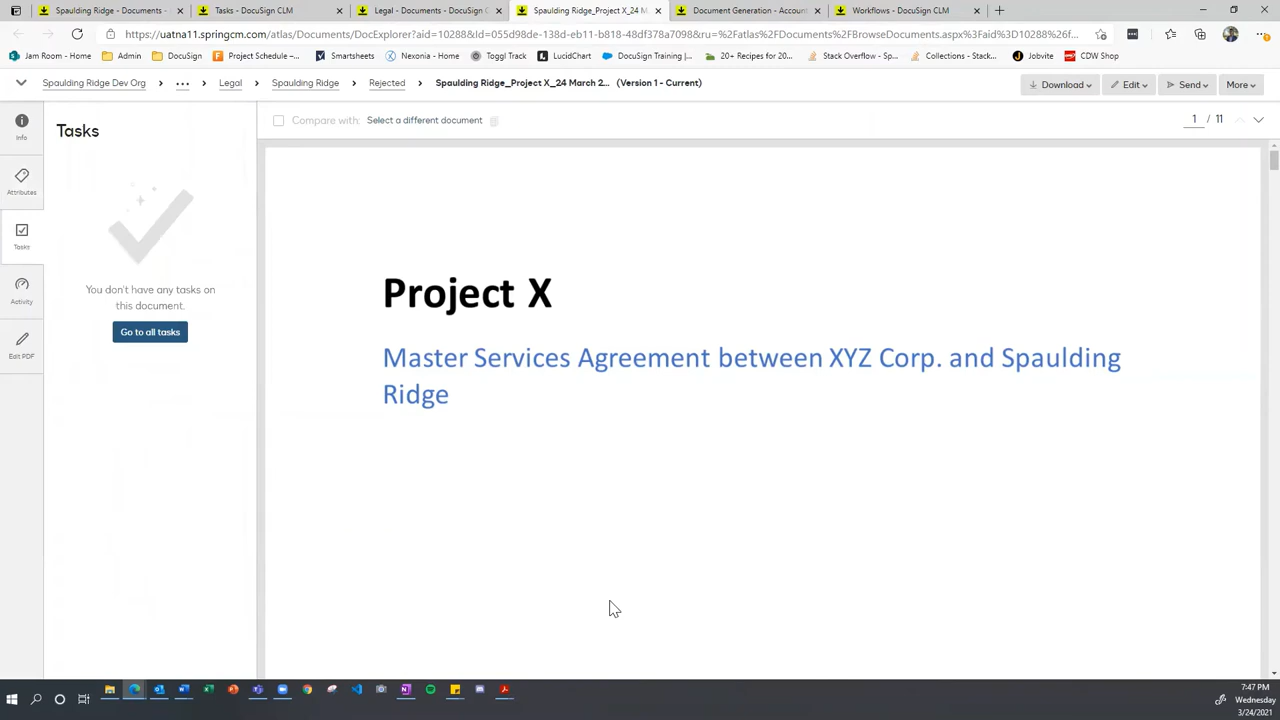 Spaulding Ridge - Documents -
Tasks - DocuSign CLM
Legal - Documents - DocuSign C
Spaulding Ridge_Project X_24 M
Document Generation - Account
Workflows - DocuSign CLM
https://uatna11.springcm.com/atlas/Documents/DocExplorer?aid=10288&Id=055d98de-138d-eb11-b818-48df378a7098&ru=%2Fatlas%2FDocuments%2FBrowseDocuments.aspx%3Faid%3D10288%26f...
Jam Room - Home
Admin
DocuSign
Project Schedule -...
Smartsheets
Nexonia - Home
Toggl Track
LucidChart
DocuSign Training |...
20+ Recipes for 20...
Stack Overflow - Sp...
Collections - Stack...
Jobvite
CDW Shop
Spaulding Ridge Dev Org > ... > Legal > Spaulding Ridge > Rejected > Spaulding Ridge_Project X_24 March 2... (Version 1 - Current)
Download
Edit
Send
More
Info
Attributes
Tasks
Activity
Edit PDF
Tasks
You don't have any tasks on
this document.
Go to all tasks
Compare with: Select a different document
1 / 11
Project X
Master Services Agreement between XYZ Corp. and Spaulding
Ridge
7:47 PM
Wednesday
3/24/2021